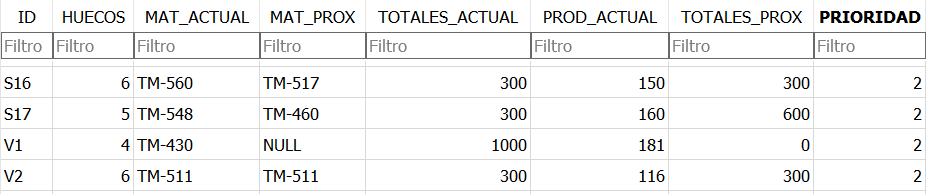 ID HUECOS MAT_ACTUAL MAT_PROX TOTALES_ACTUAL PROD_ACTUAL TOTALES_PROX PRIORIDAD
Filtro Filtro Filtro Filtro Filtro Filtro Filtro Filtro
S16 6 TM-560 TM-517 300 150 300 2
S17 5 TM-548 TM-460 300 160 600 2
V1 4 TM-430 NULL 1000 181 0 2
V2 6 TM-511 TM-511 300 116 300 2